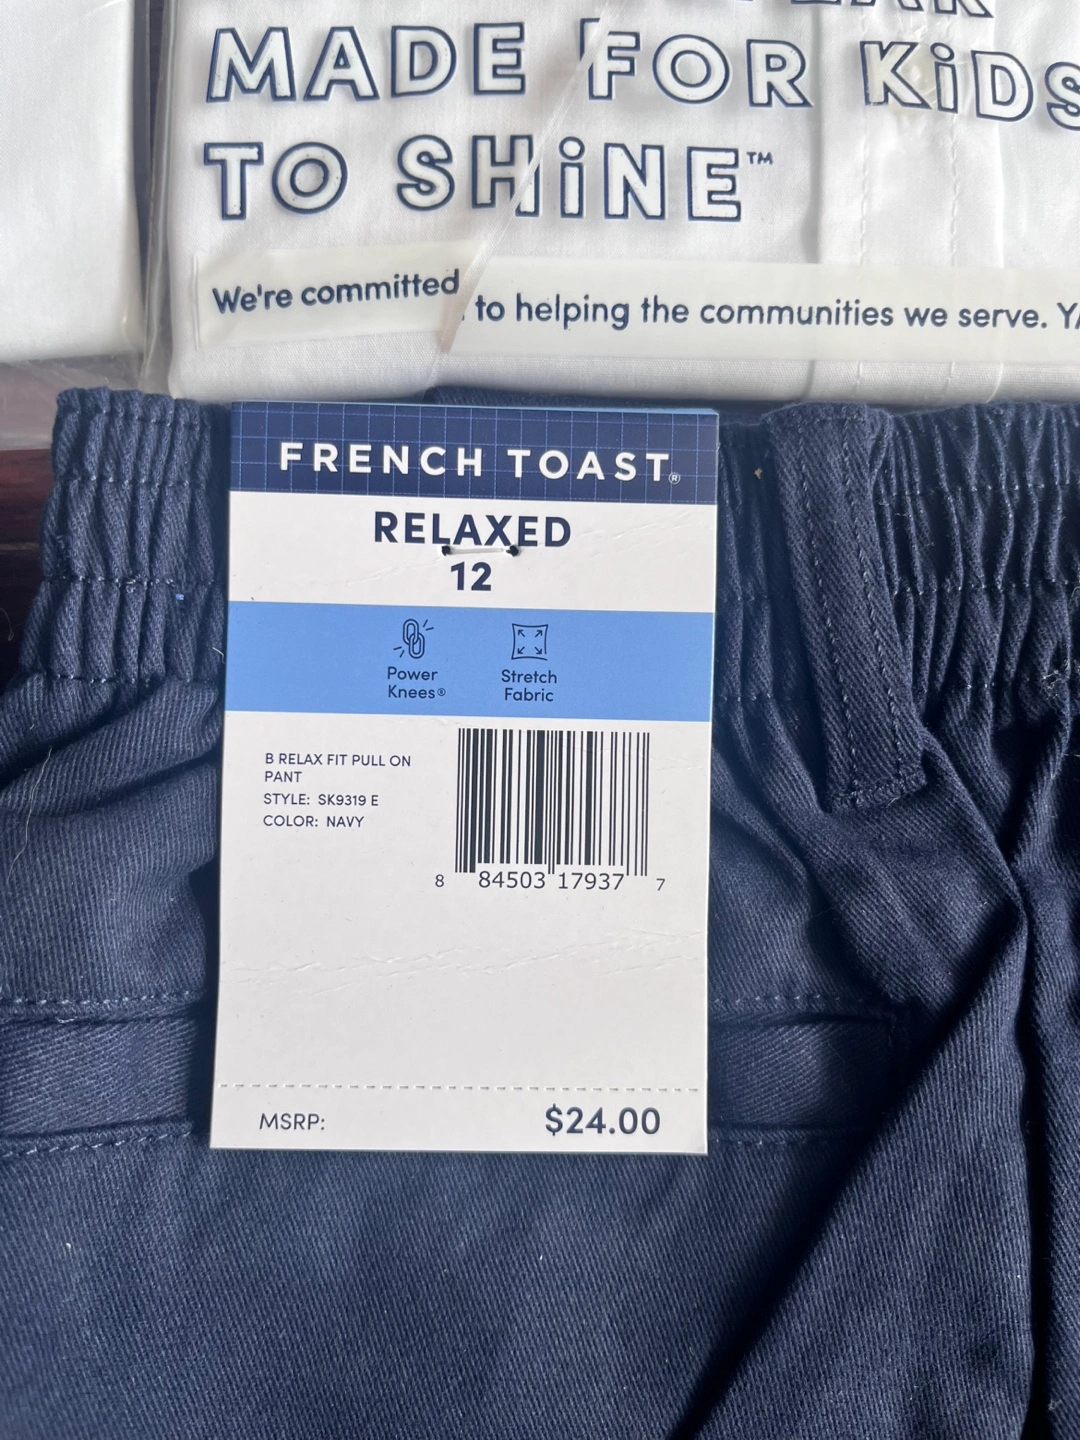 MADE FOR KiDS
TO SHiNE™
We're committed to helping the communities we serve.
FRENCH TOAST®
RELAXED
12
Power
Knees®
Stretch
Fabric
B RELAX FIT PULL ON
PANT
STYLE: SK9319 E
COLOR: NAVY
8 84503 17937 7
MSRP: $24.00